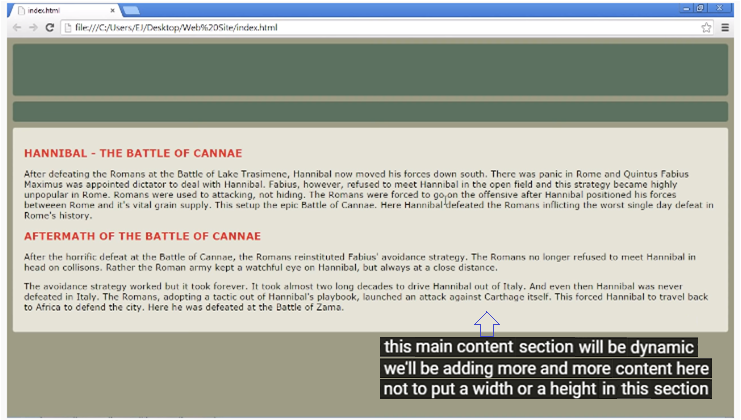 index.html
file:///C:/Users/EJ/Desktop/Web%20Site/index.html
HANNIBAL - THE BATTLE OF CANNAE
After defeating the Romans at the Battle of Lake Trasimene, Hannibal now moved his forces down south. There was panic in Rome and Quintus Fabius
Maximus was appointed dictator to deal with Hannibal. Fabius, however, refused to meet Hannibal in the open field and this strategy became highly
unpopular in Rome. Romans were used to attacking, not hiding. The Romans were forced to go on the offensive after Hannibal positioned his forces
betweeen Rome and it's vital grain supply. This setup the epic Battle of Cannae. Here Hannibal defeated the Romans inflicting the worst single day defeat in
Rome's history.
AFTERMATH OF THE BATTLE OF CANNAE
After the horrific defeat at the Battle of Cannae, the Romans reinstituted Fabius' avoidance strategy. The Romans no longer refused to meet Hannibal in
head on collisons. Rather the Roman army kept a watchful eye on Hannibal, but always at a close distance.
The avoidance strategy worked but it took forever. It took almost two long decades to drive Hannibal out of Italy. And even then Hannibal was never
defeated in Italy. The Romans, adopting a tactic out of Hannibal's playbook, launched an attack against Carthage itself. This forced Hannibal to travel back
to Africa to defend the city. Here he was defeated at the Battle of Zama.
this main content section will be dynamic
we'll be adding more and more content here
not to put a width or a height in this section